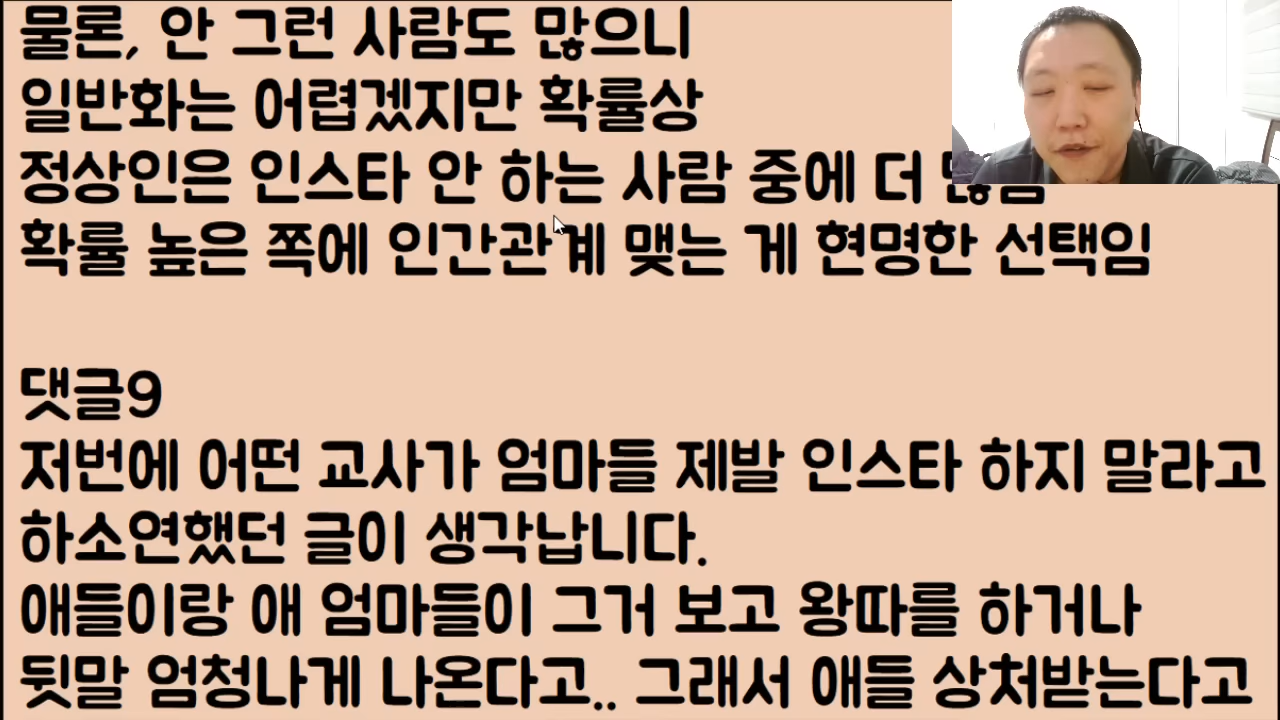 물론, 안 그런 사람도 많으니
일반화는 어렵겠지만 확률상
정상인은 인스타 안 하는 사람 중에 더 많음
확률 높은 쪽에 인간관계 맺는 게 현명한 선택임
댓글9
저번에 어떤 교사가 엄마들 제발 인스타 하지 말라고
하소연했던 글이 생각납니다.
애들이랑 애 엄마들이 그거 보고 왕따를 하거나
뒷말 엄청나게 나온다고.. 그래서 애들 상처받는다고